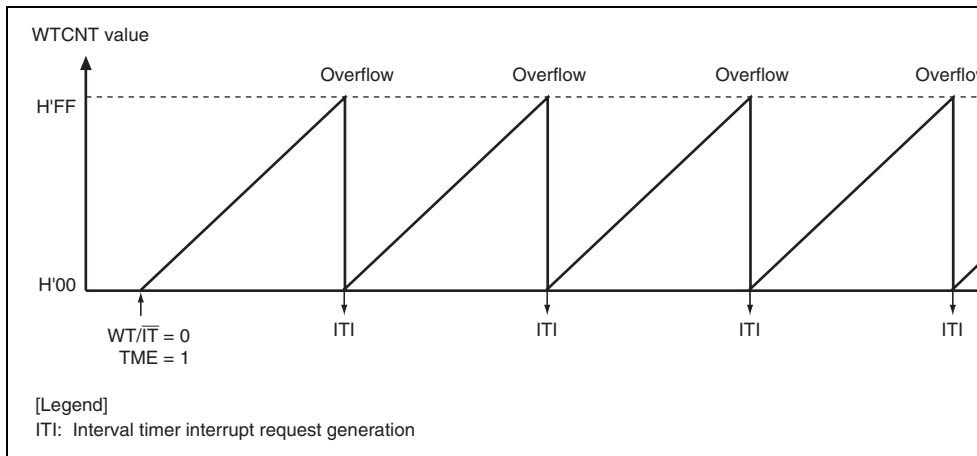 WTCNT value
Overflow Overflow Overflow Overflow
H'FF
H'00
ITI ITI ITI ITI
WT/I̅T̅ = 0
TME = 1
[Legend]
ITI: Interval timer interrupt request generation